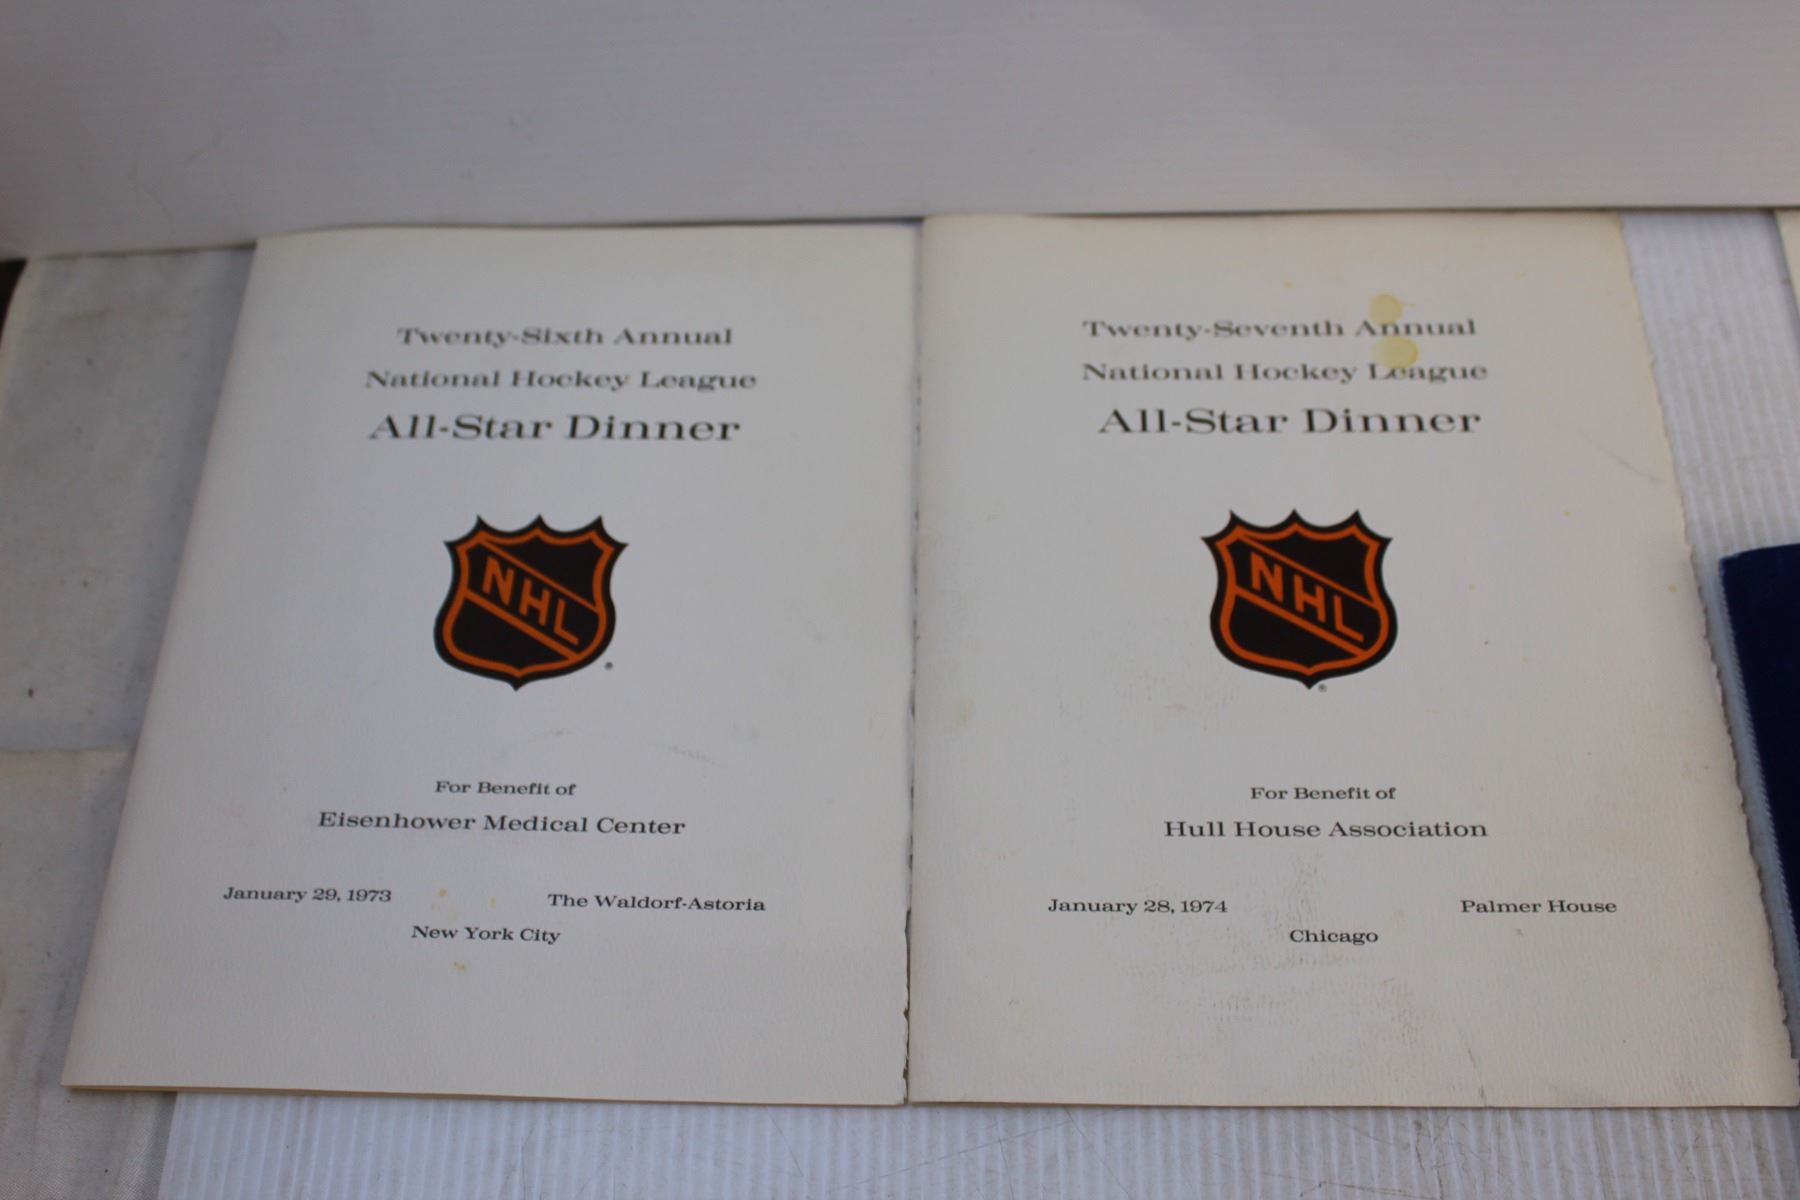 Twenty-Sixth Annual
National Hockey League
All-Star Dinner
NHL
®
For Benefit of
Eisenhower Medical Center
January 29, 1973 The Waldorf-Astoria
New York City
Twenty-Seventh Annual
National Hockey League
All-Star Dinner
NHL
®
For Benefit of
Hull House Association
January 28, 1974 Palmer House
Chicago